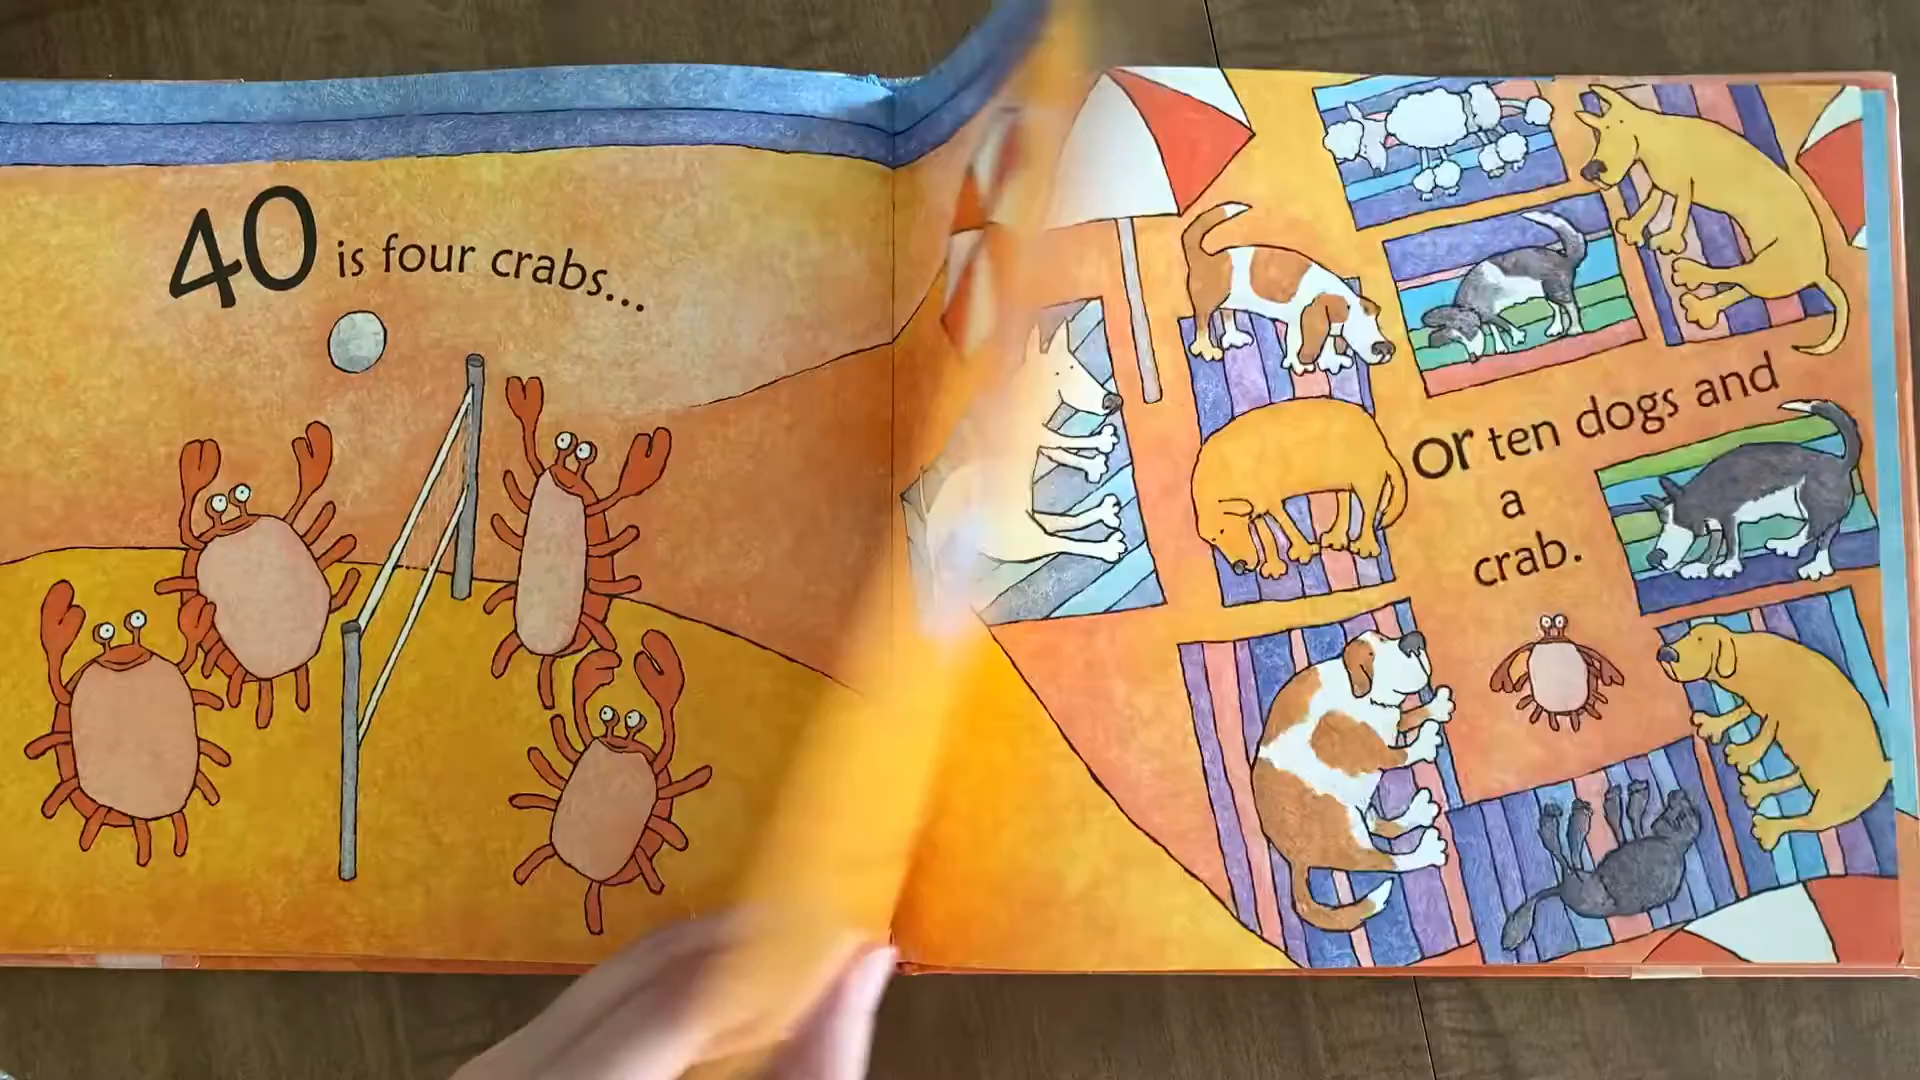 40 is four crabs...
or ten dogs and
a
crab.